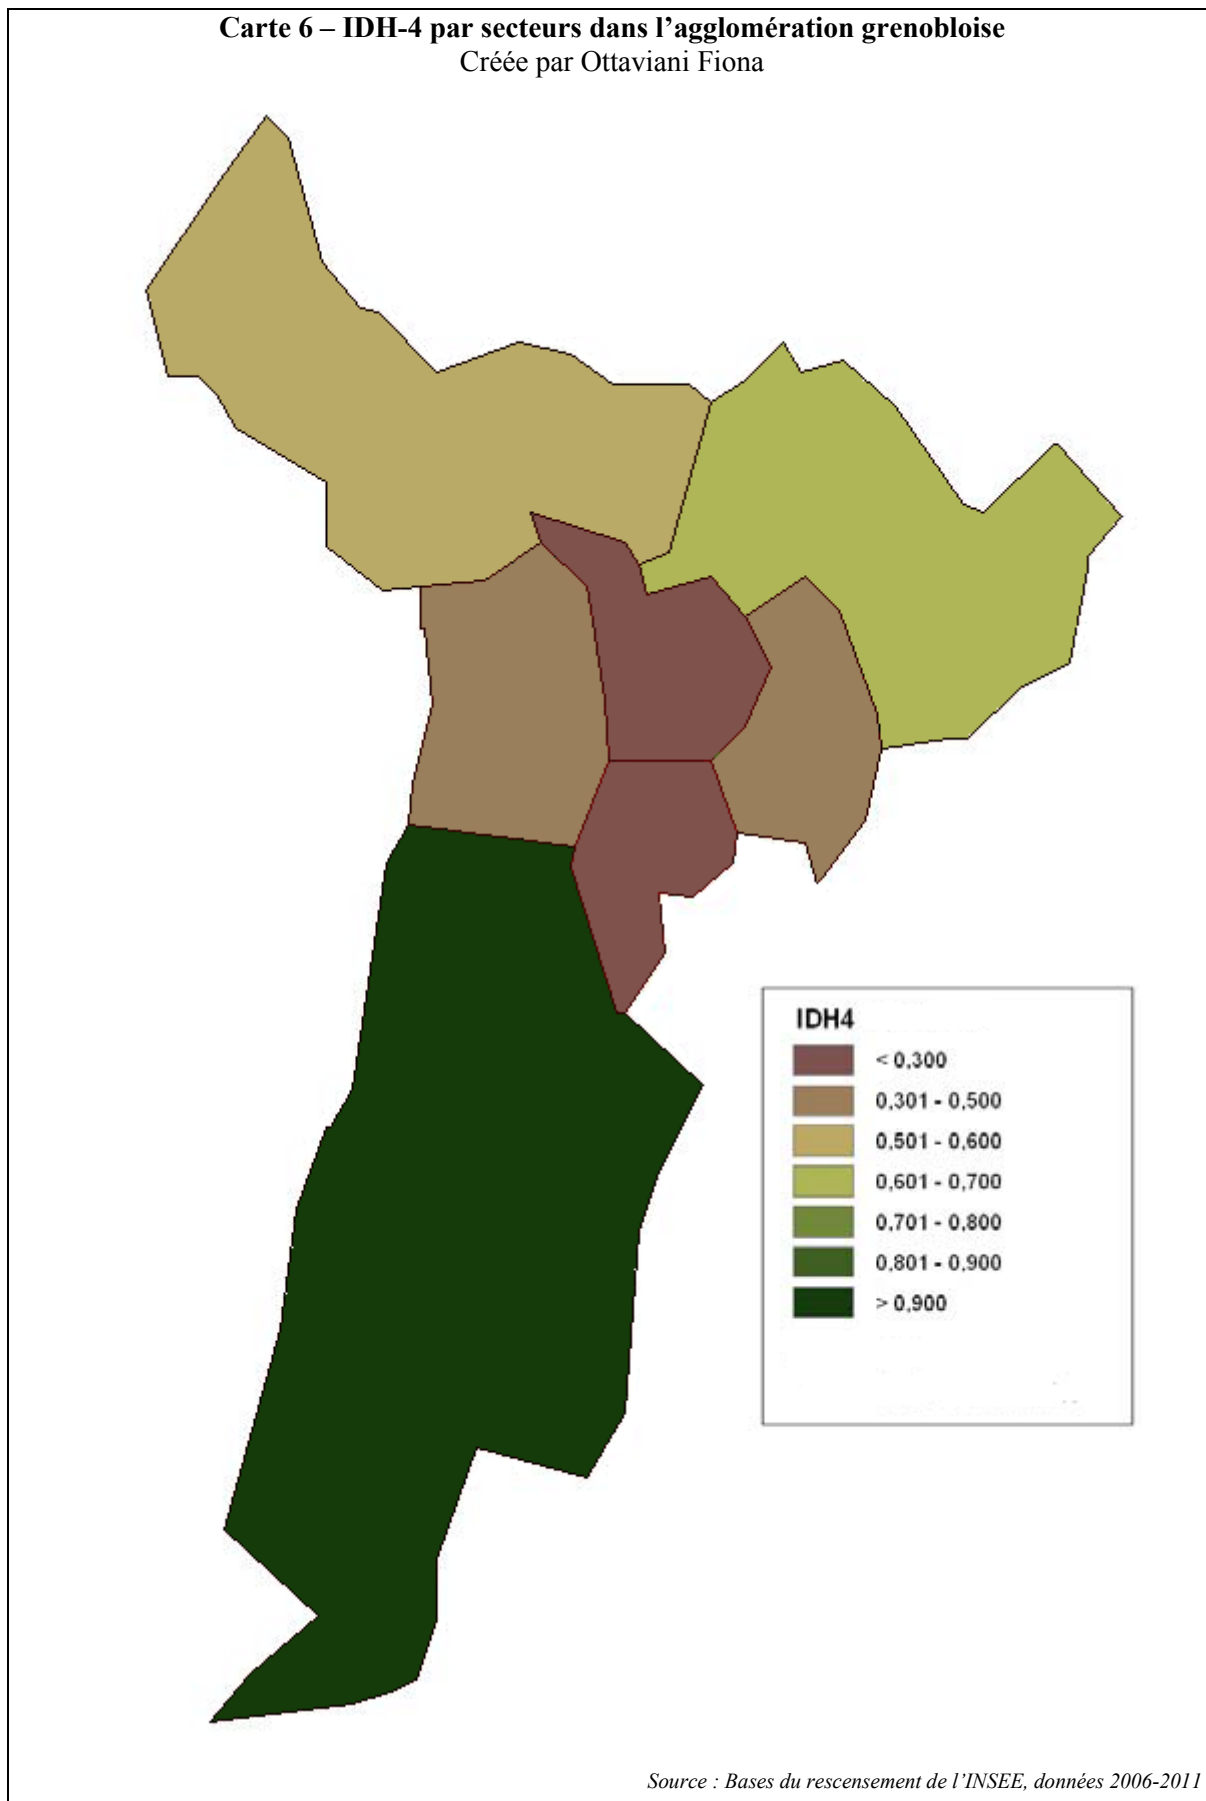 Carte 6 – IDH-4 par secteurs dans l’agglomération grenobloise
Créée par Ottaviani Fiona
IDH4
< 0,300
0,301 - 0,500
0,501 - 0,600
0,601 - 0,700
0,701 - 0,800
0,801 - 0,900
> 0,900
Source : Bases du rescensement de l’INSEE, données 2006-2011